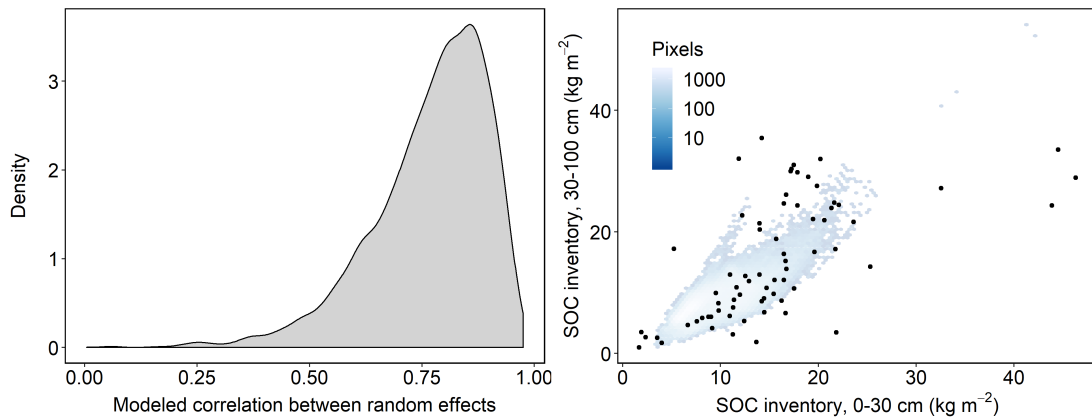 Density
3
2
1
0
0.00 0.25 0.50 0.75 1.00
Modeled correlation between random effects
SOC inventory, 30-100 cm (kg m⁻²)
40
20
0
Pixels
1000
100
10
0 10 20 30 40
SOC inventory, 0-30 cm (kg m⁻²)